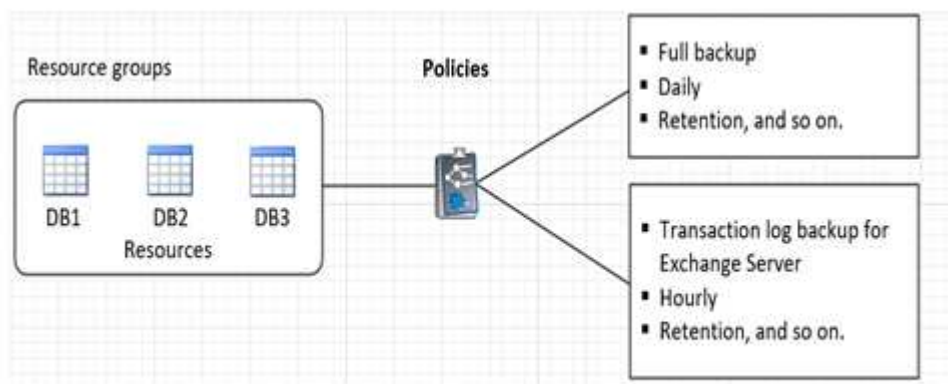 Resource groups
Policies
DB1
DB2
DB3
Resources
▪ Full backup
▪ Daily
▪ Retention, and so on.
▪ Transaction log backup for
Exchange Server
▪ Hourly
▪ Retention, and so on.